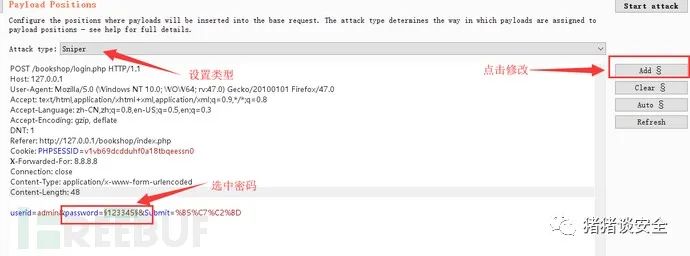 Payload Positions
Start attack
Configure the positions where payloads will be inserted into the base request. The attack type determines the way in which payloads are assigned to
payload positions - see help for full details.
Attack type: Sniper
设置类型
点击修改
POST /bookshop/login.php HTTP/1.1
Add §
Host: 127.0.0.1
User-Agent: Mozilla/5.0 (Windows NT 10.0; WOW64; rv:47.0) Gecko/20100101 Firefox/47.0
Clear §
Accept: text/html,application/xhtml+xml,application/xml;q=0.9,*/*;q=0.8
Accept-Language: zh-CN,zh;q=0.8,en-US;q=0.5,en;q=0.3
Auto §
Accept-Encoding: gzip, deflate
DNT: 1
Refresh
Referer: http://127.0.0.1/bookshop/index.php
Cookie: PHPSESSID=v1vb69dcdduhf0a18tbqeessn0
X-Forwarded-For: 8.8.8.8
Connection: close
Content-Type: application/x-www-form-urlencoded
选中密码
Content-Length: 48
userid=admin&password=§123345§&Submit=%B5%C7%C2%BD
REEBUF
猪猪谈安全